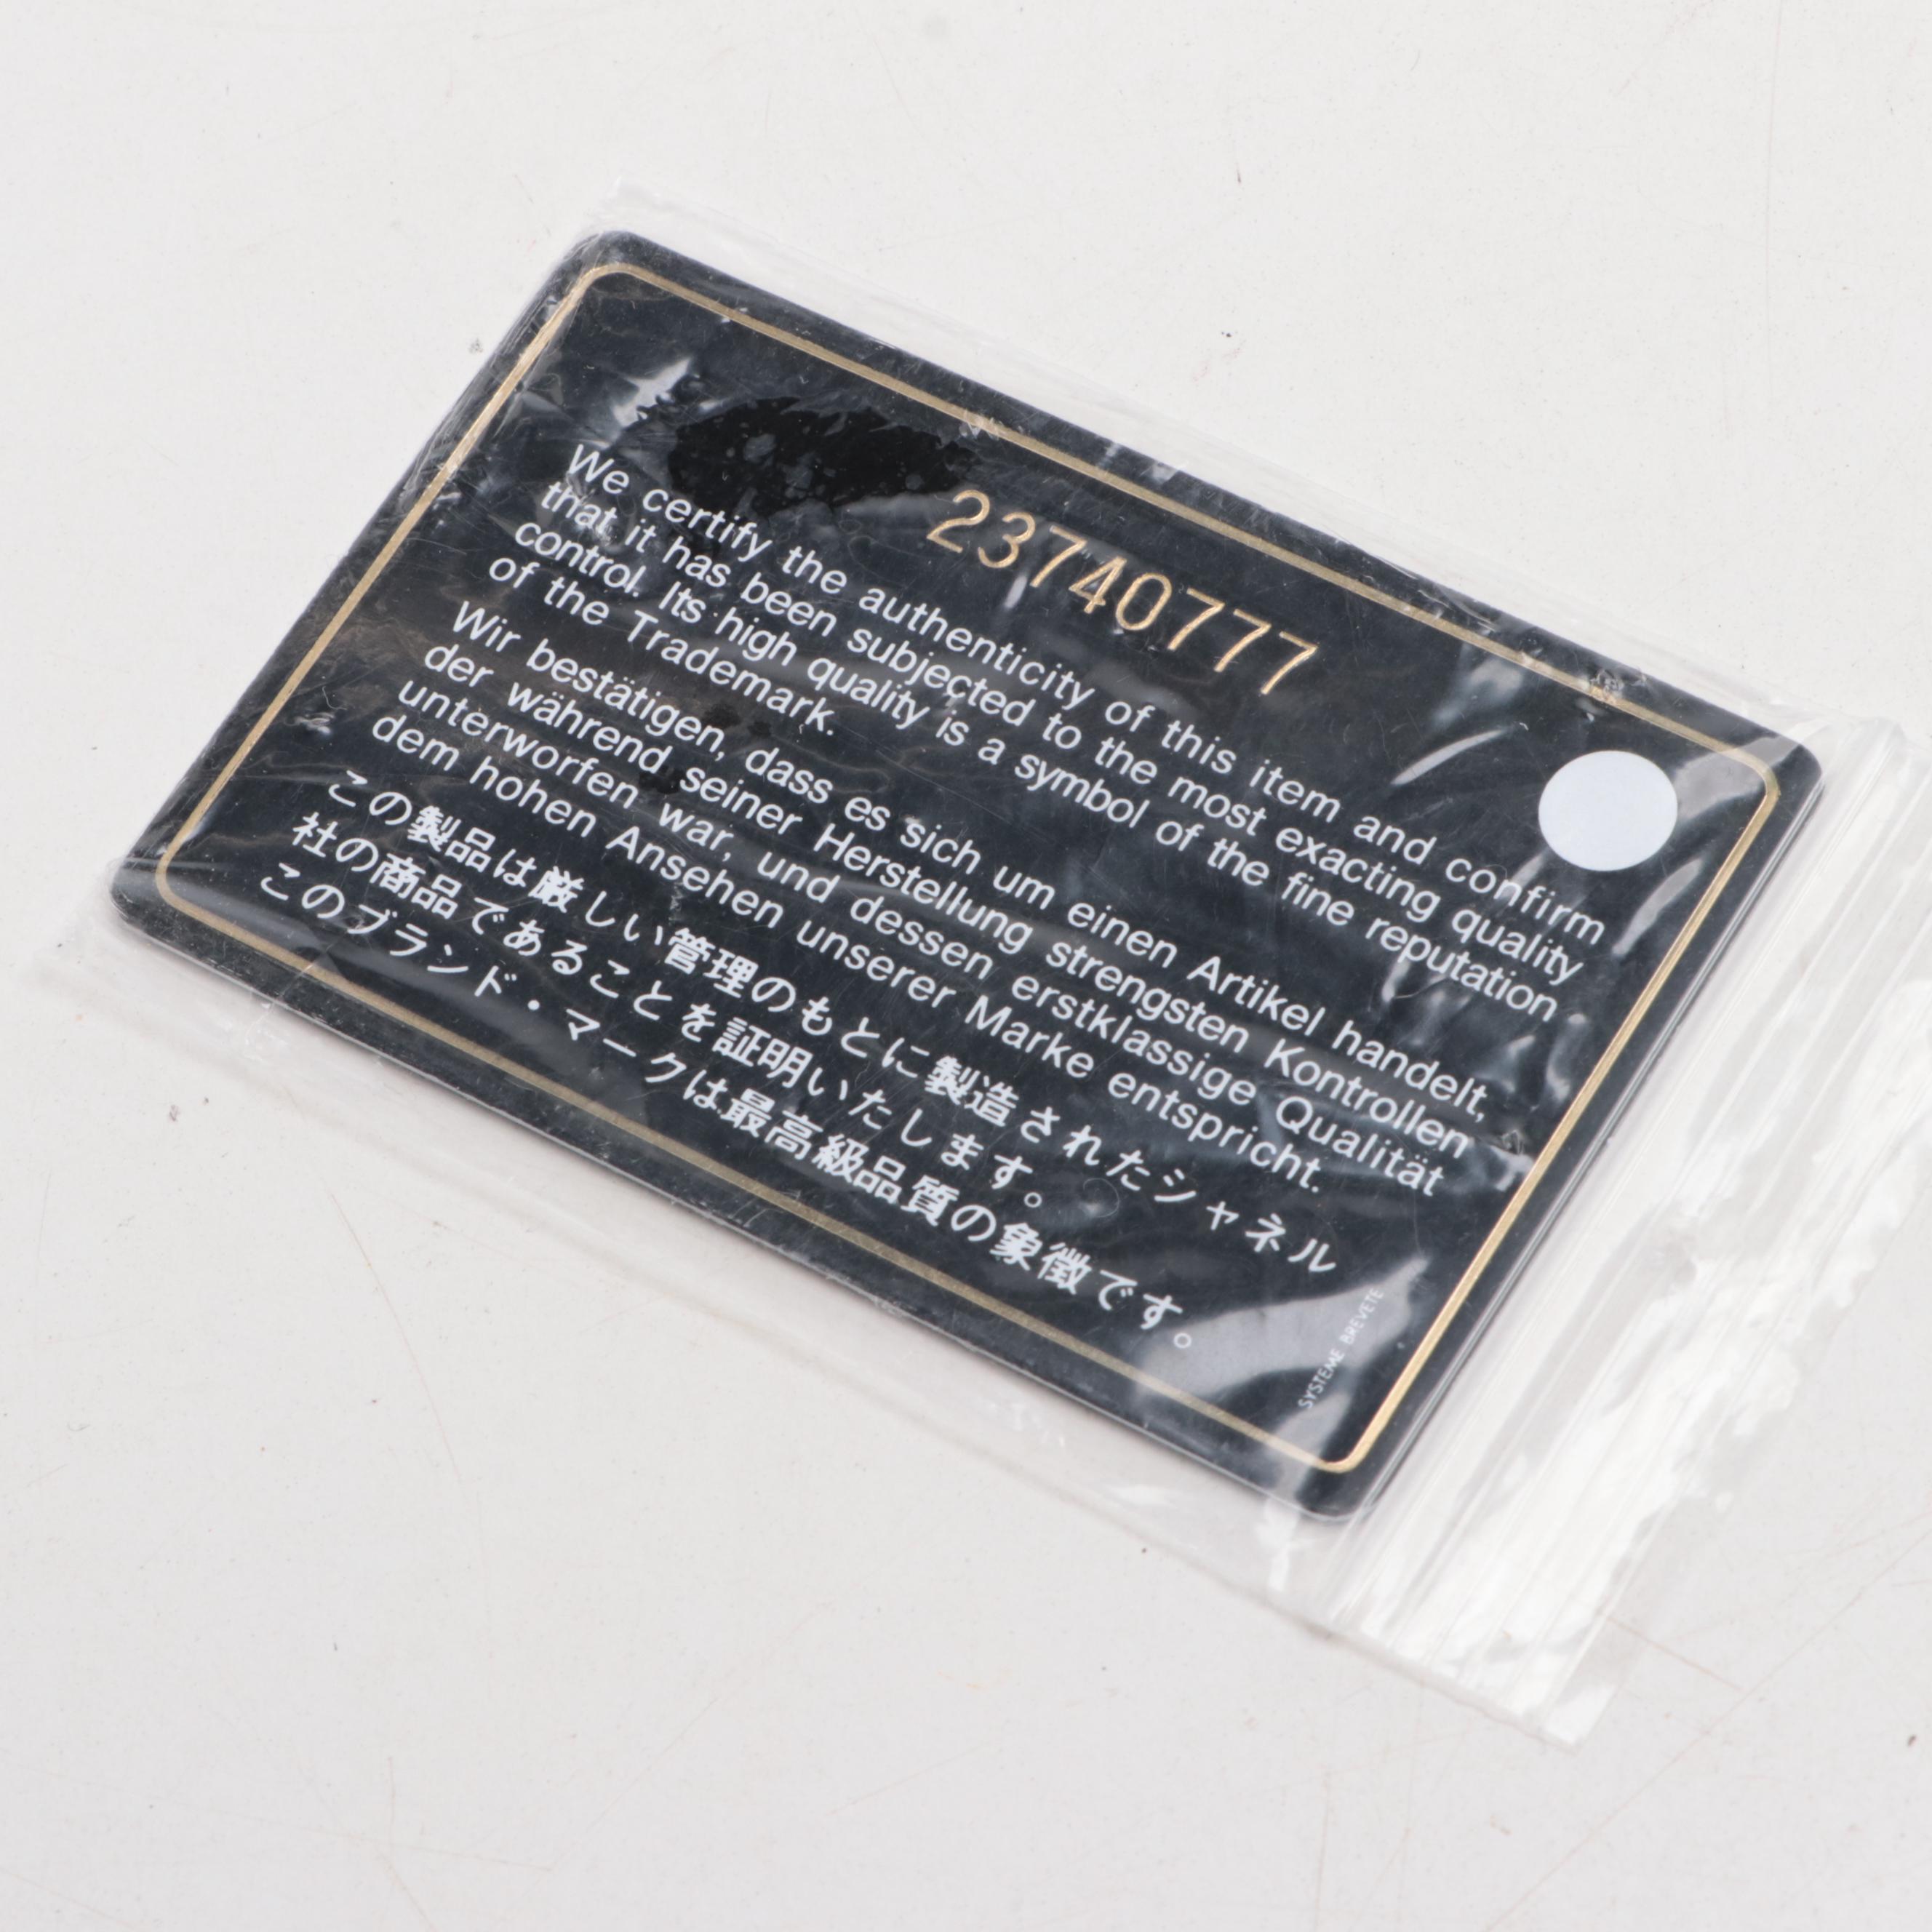 23740777
We certify the authenticity of this item and confirm
that it has been subjected to the most exacting quality
control. Its high quality is a symbol of the fine reputation
of the Trademark.
Wir bestätigen, dass es sich um einen Artikel handelt,
der während seiner Herstellung strengsten Kontrollen
unterworfen war, und dessen erstklassige Qualität
dem hohen Ansehen unserer Marke entspricht.
この製品は厳しい管理のもとに製造されたシャネル
社の商品であることを証明いたします。
このブランド・マークは最高級品質の象徴です。
SYSTEME BREVETE